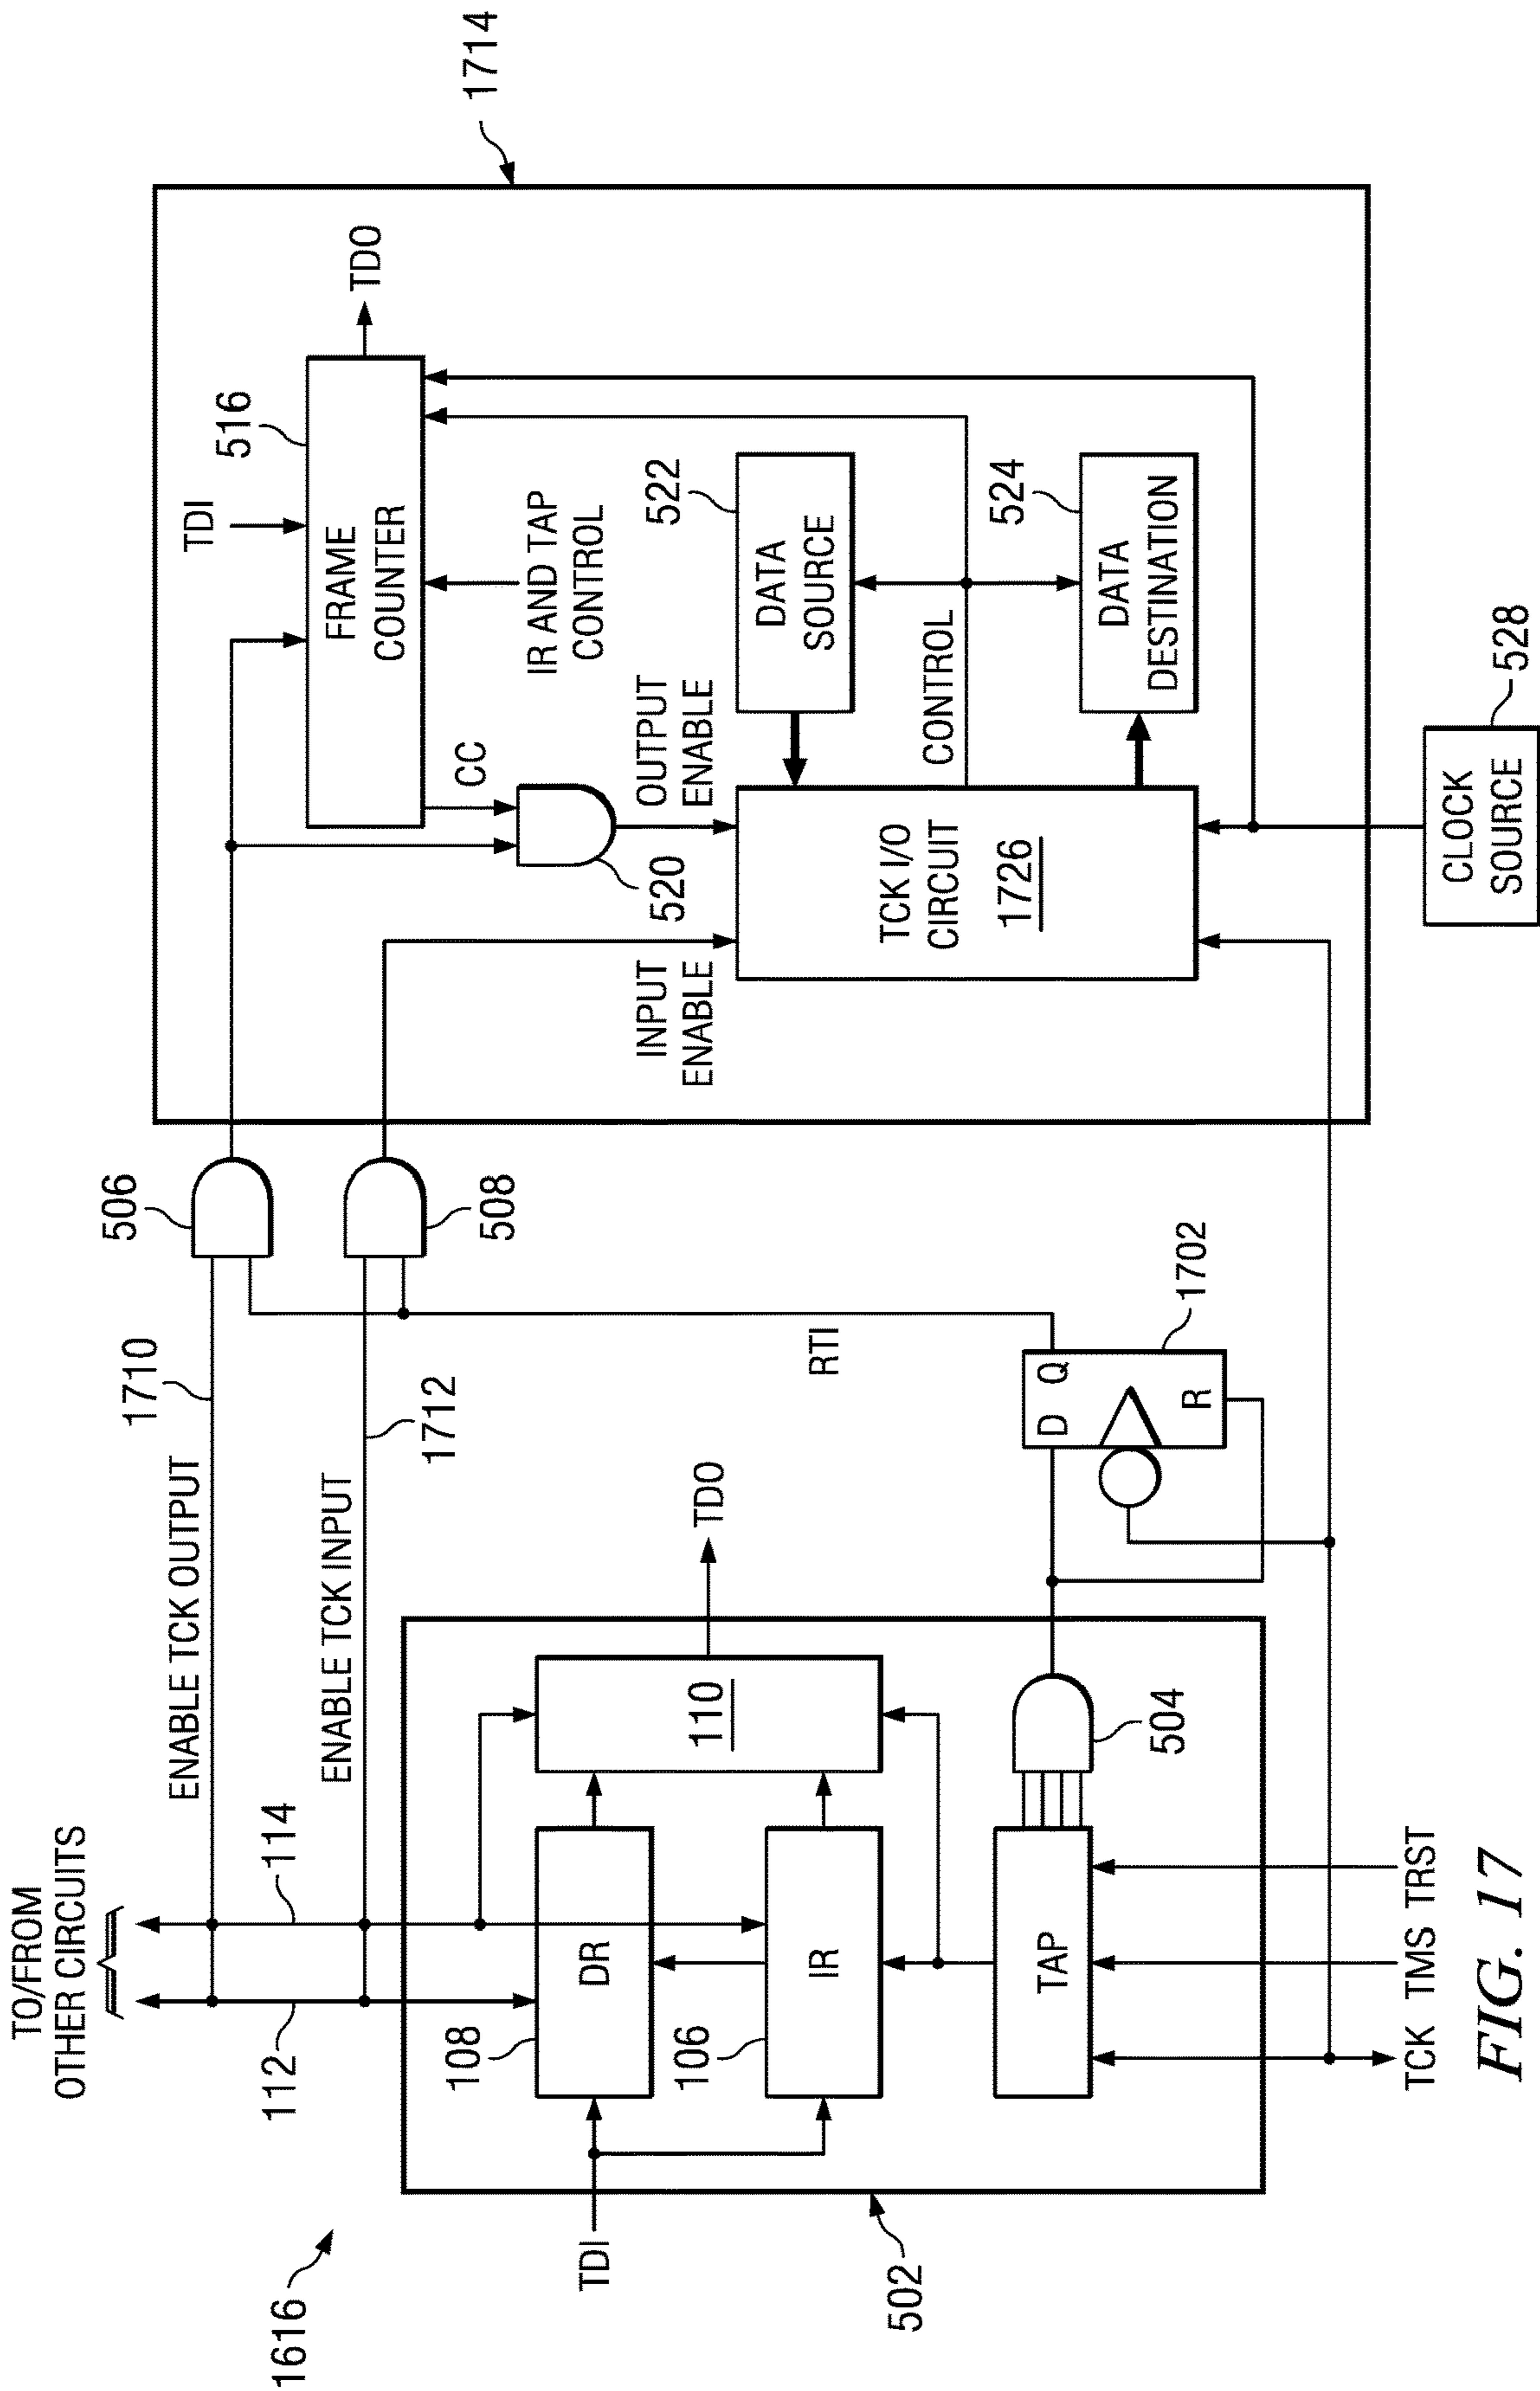 1616
TO/FROM
OTHER CIRCUITS
112
114
ENABLE TCK OUTPUT
1710
506
ENABLE TCK INPUT
1712
508
1714
TDI
516
FRAME
COUNTER
TDO
CC
IR AND TAP
CONTROL
520
INPUT
ENABLE
OUTPUT
ENABLE
522
DATA
SOURCE
TCK I/O
CIRCUIT
1726
CONTROL
524
DATA
DESTINATION
CLOCK
SOURCE
528
TDI
502
108
DR
106
IR
110
TDO
TAP
504
RTI
D
Q
R
1702
TCK
TMS
TRST
FIG. 17